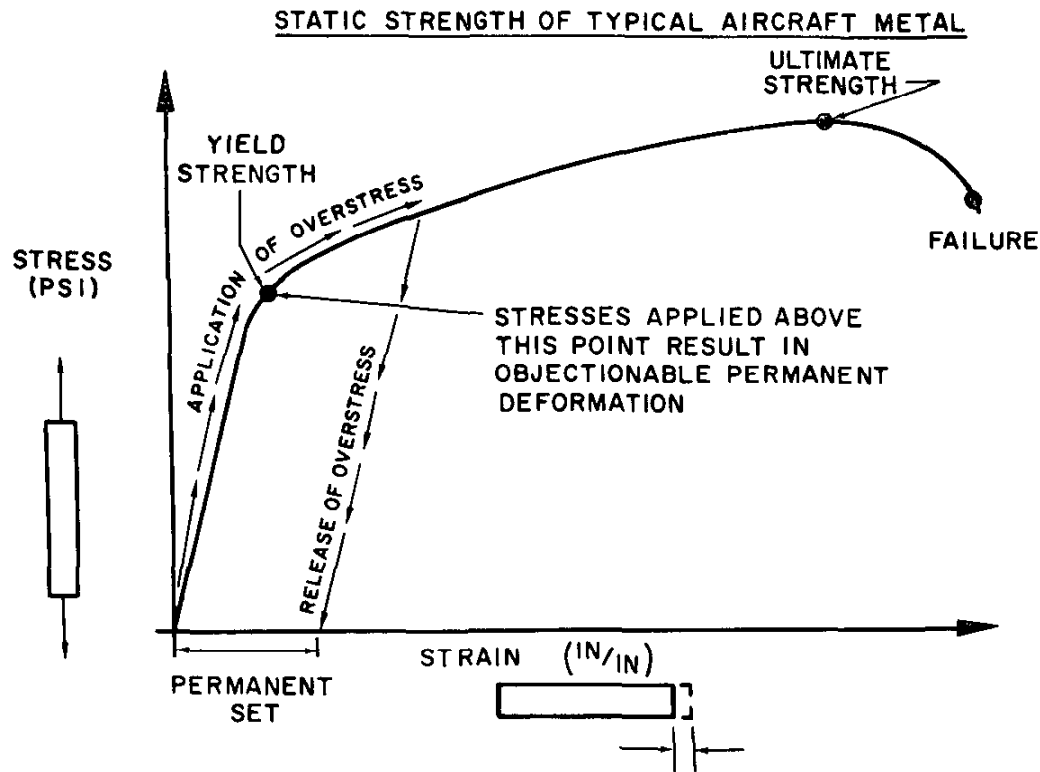 STATIC STRENGTH OF TYPICAL AIRCRAFT METAL
ULTIMATE
STRENGTH
YIELD
STRENGTH
APPLICATION OF OVERSTRESS
FAILURE
STRESS
(PSI)
STRESSES APPLIED ABOVE
THIS POINT RESULT IN
OBJECTIONABLE PERMANENT
DEFORMATION
RELEASE OF OVERSTRESS
STRAIN (IN/IN)
PERMANENT
SET